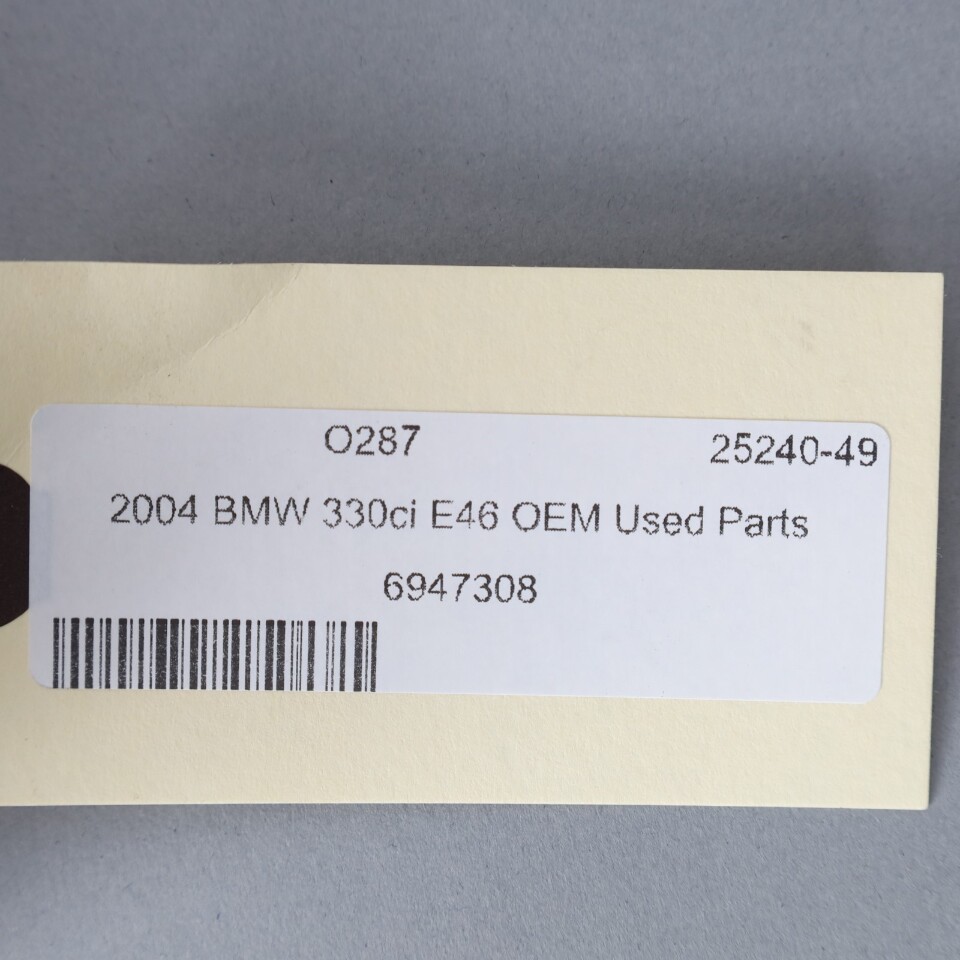 O287 25240-49
2004 BMW 330ci E46 OEM Used Parts
6947308